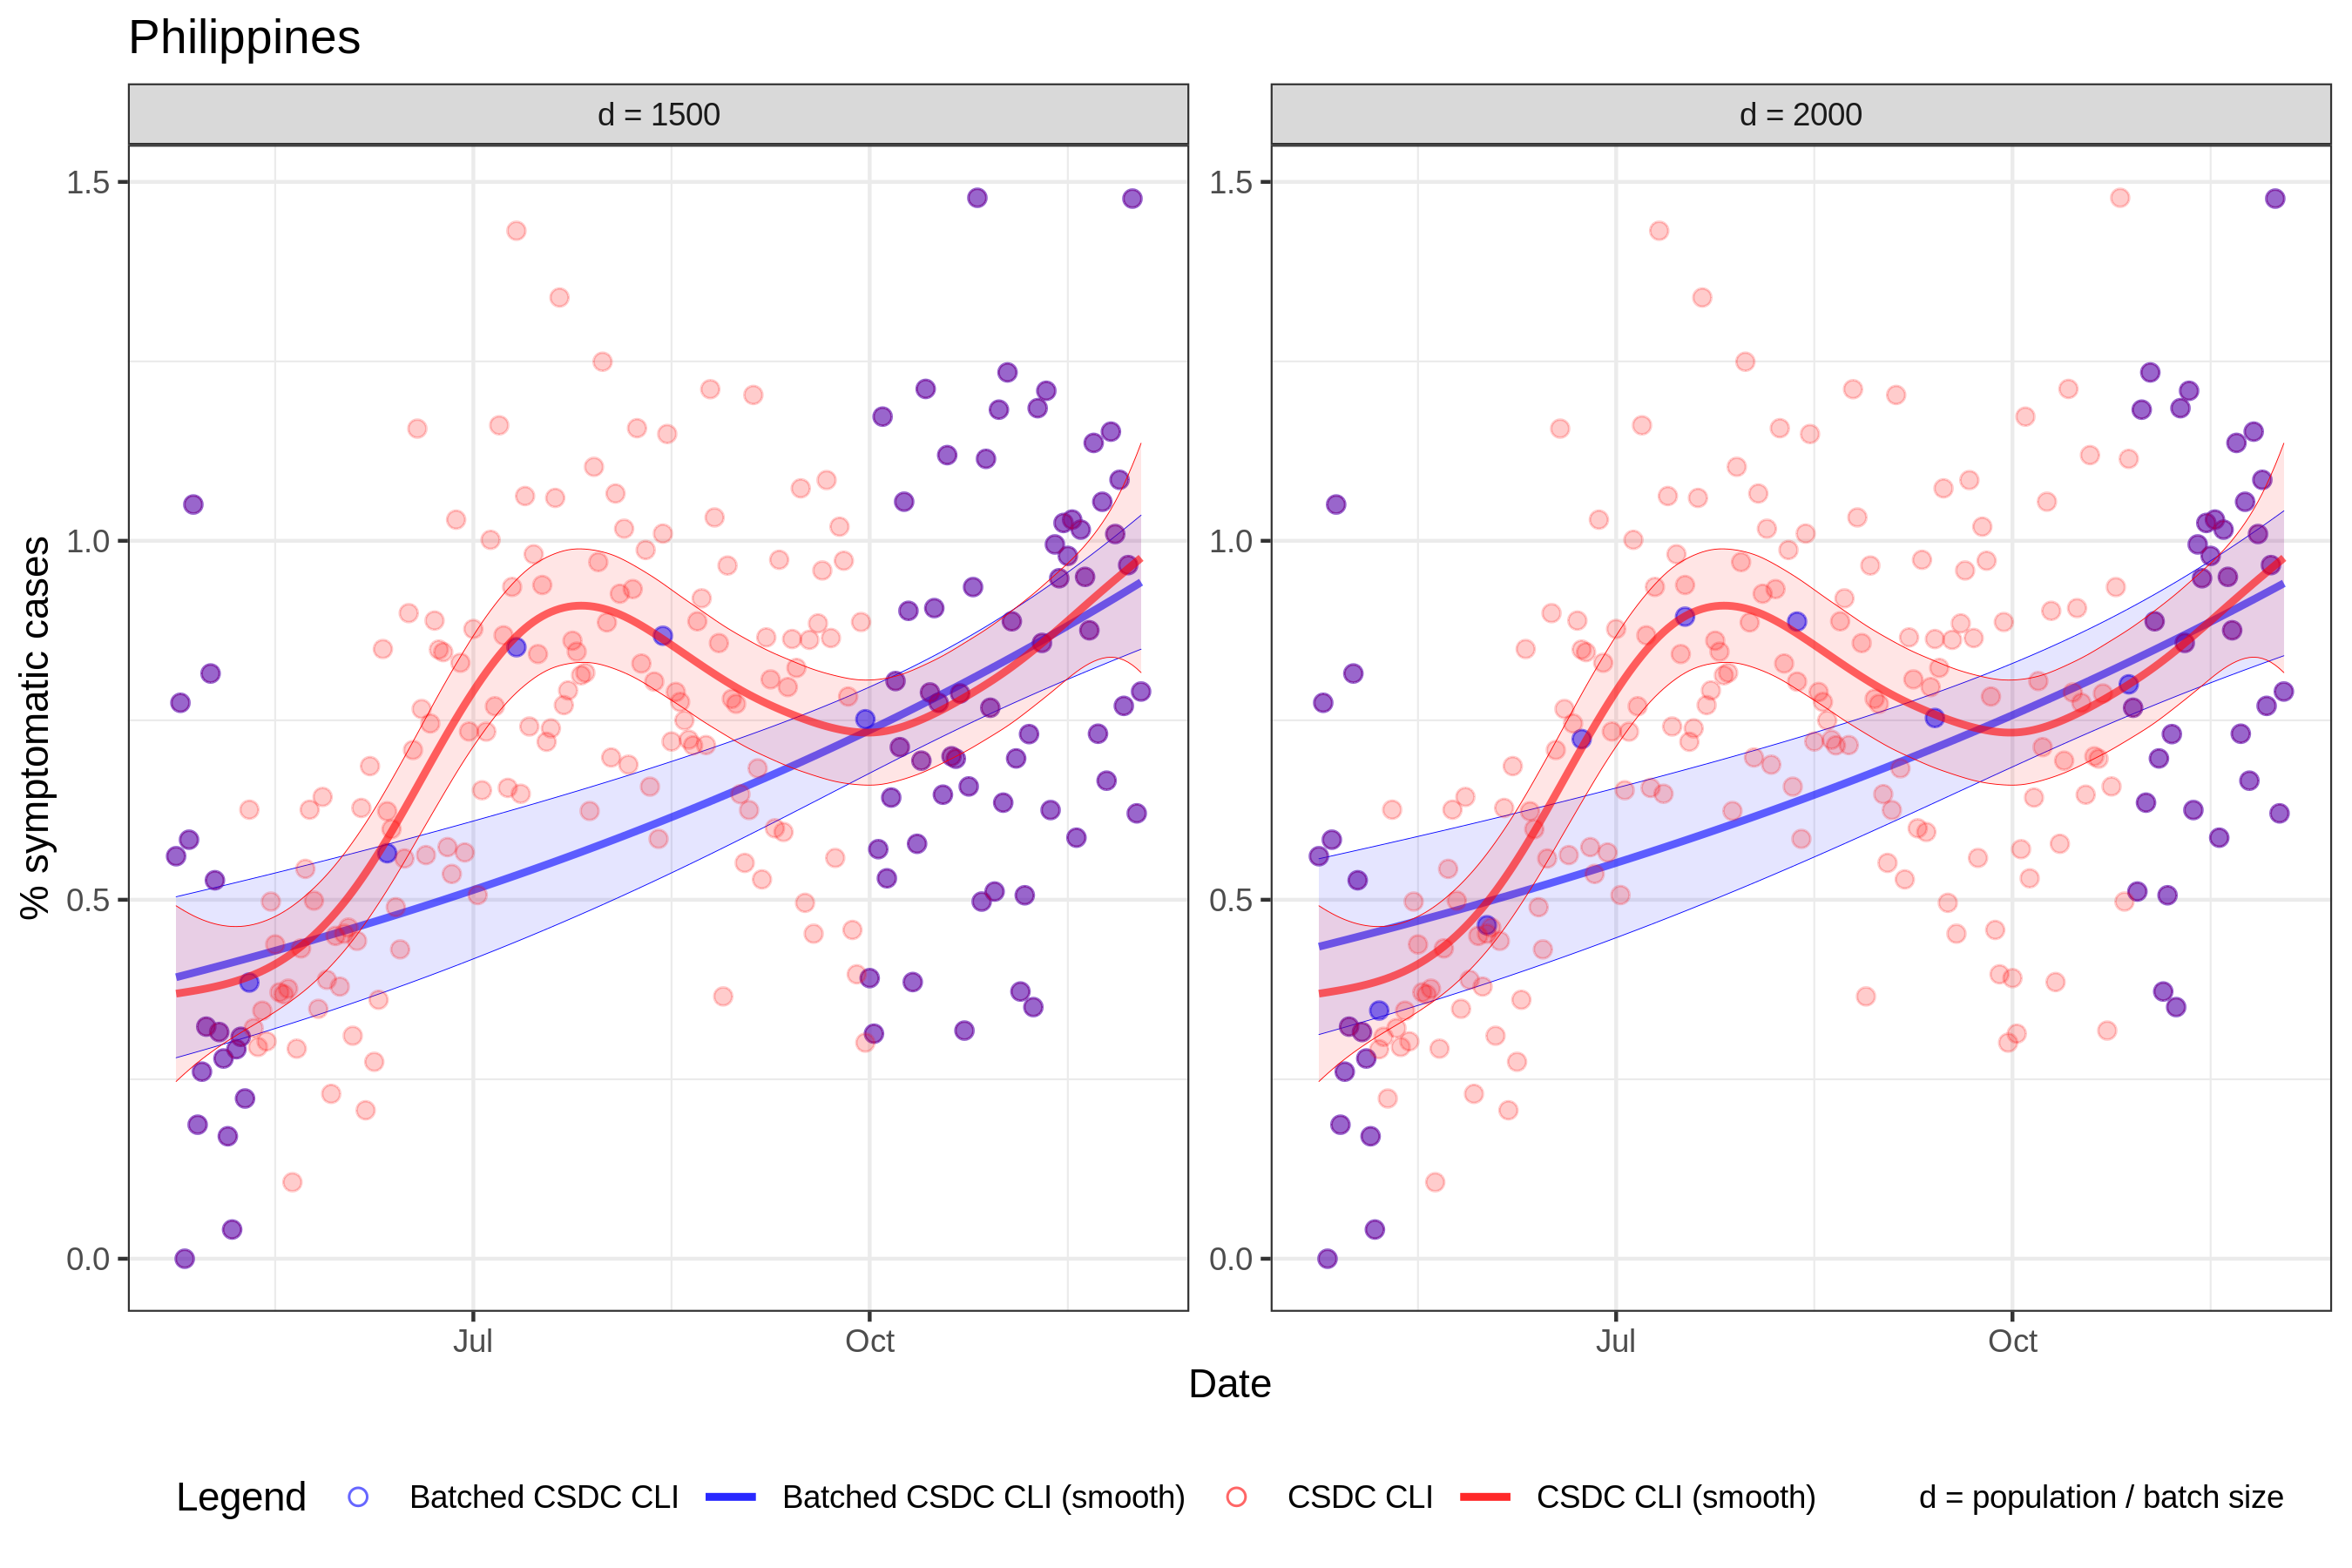 Philippines
d = 1500
d = 2000
% symptomatic cases
1.5
1.0
0.5
0.0
1.5
1.0
0.5
0.0
Jul
Oct
Jul
Oct
Date
Legend
Batched CSDC CLI
Batched CSDC CLI (smooth)
CSDC CLI
CSDC CLI (smooth)
d = population / batch size